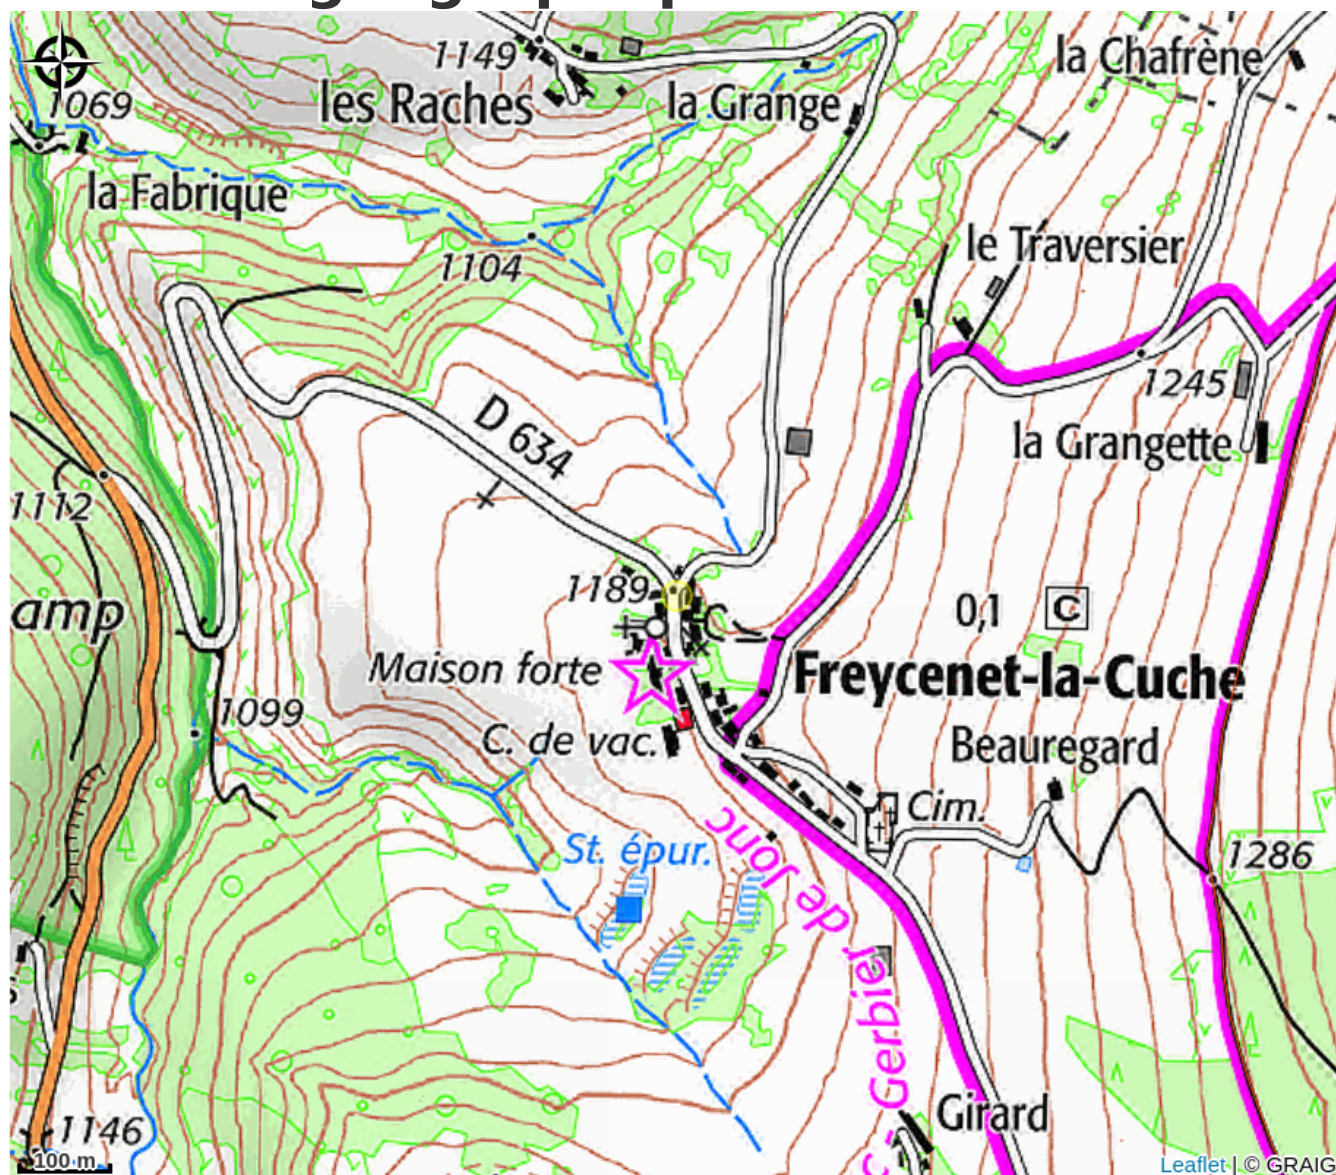 la Chafrène
1149
les Raches
la Grange
1069
la Fabrique
le Traversier
1104
1245
D 634
la Grangette
1112
1189
0,1
C
amp
Maison forte
Freycenet-la-Cuche
1099
C. de vac.
Beauregard
Cim.
St. épur.
1286
Gerbier de Jonc
Girard
1146
100 m
Leaflet | © GRAIG